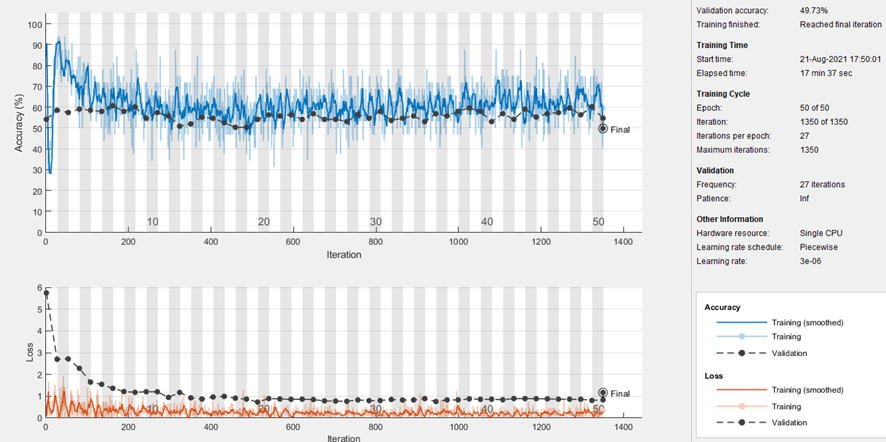 100
90
80
70
60
50
40
30
20
10
0
Accuracy (%)
10 20 30 40 50
Final
0 200 400 600 800 1000 1200 1400
Iteration
6
5
4
3
2
1
0
Loss
Final
10 20 30 40 50
0 200 400 600 800 1000 1200 1400
Iteration
Validation accuracy: 49.73%
Training finished: Reached final iteration
Training Time
Start time: 21-Aug-2021 17:50:01
Elapsed time: 17 min 37 sec
Training Cycle
Epoch: 50 of 50
Iteration: 1350 of 1350
Iterations per epoch: 27
Maximum iterations: 1350
Validation
Frequency: 27 iterations
Patience: Inf
Other Information
Hardware resource: Single CPU
Learning rate schedule: Piecewise
Learning rate: 3e-06
Accuracy
Training (smoothed)
Training
Validation
Loss
Training (smoothed)
Training
Validation